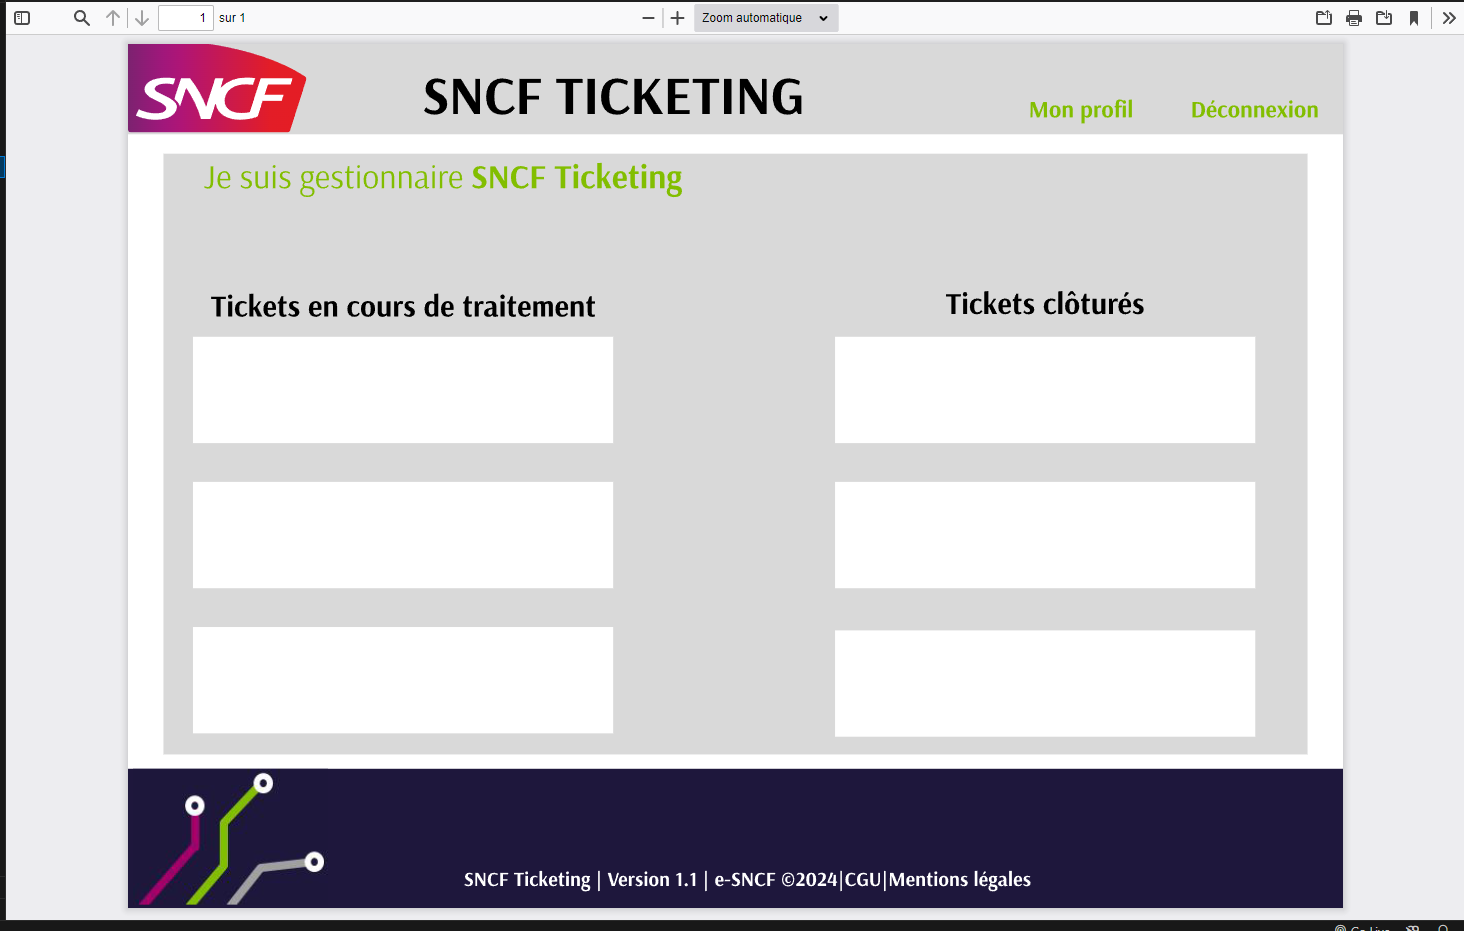 1 sur 1
Zoom automatique
SNCF
SNCF TICKETING
Mon profil
Déconnexion
Je suis gestionnaire SNCF Ticketing
Tickets en cours de traitement
Tickets clôturés
SNCF Ticketing | Version 1.1 | e-SNCF ©2024|CGU|Mentions légales